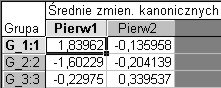 Średnie zmien. kanonicznych
Grupa Pierw1 Pierw2
G_1:1 1,83962 -0,135958
G_2:2 -1,60229 -0,204139
G_3:3 -0,22975 0,339537